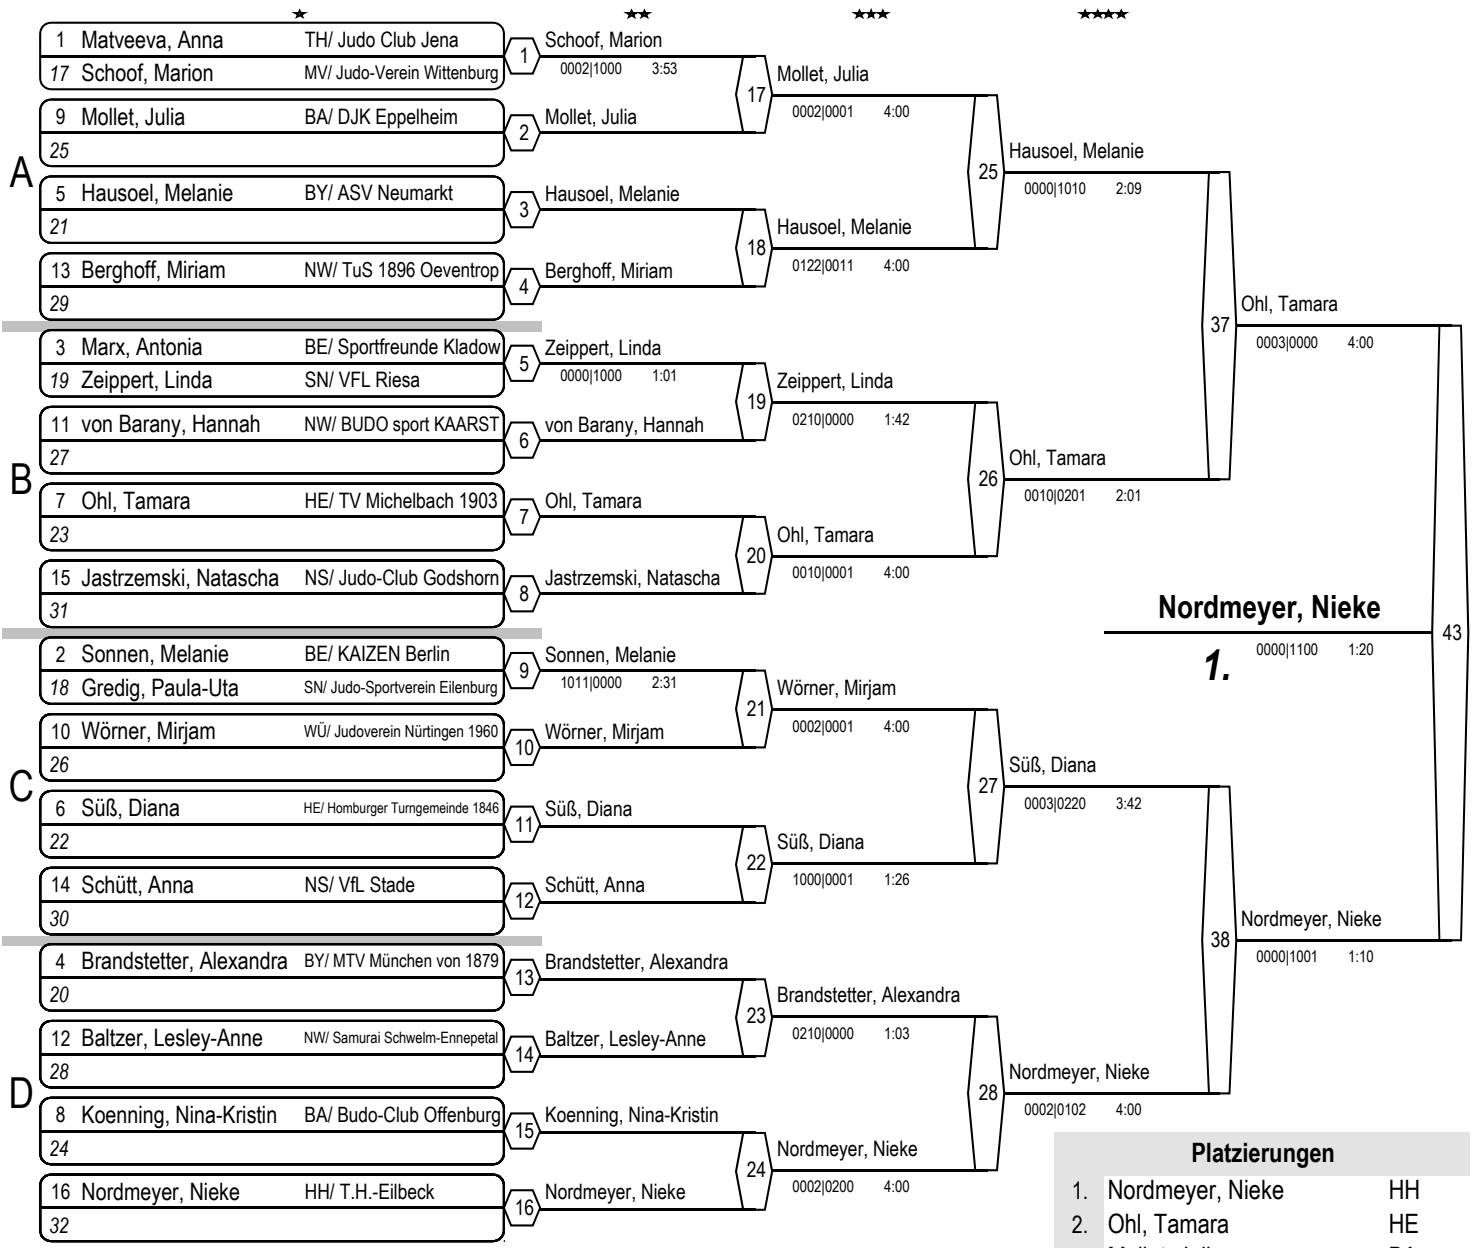 ★ ★★ ★★★ ★★★★
A
1 Matveeva, Anna TH/ Judo Club Jena
17 Schoof, Marion MV/ Judo-Verein Wittenburg
9 Mollet, Julia BA/ DJK Eppelheim
25
5 Hausoel, Melanie BY/ ASV Neumarkt
21
13 Berghoff, Miriam NW/ TuS 1896 Oeventrop
29
B
3 Marx, Antonia BE/ Sportfreunde Kladow
19 Zeippert, Linda SN/ VFL Riesa
11 von Barany, Hannah NW/ BUDO sport KAARST
27
7 Ohl, Tamara HE/ TV Michelbach 1903
23
15 Jastrzemski, Natascha NS/ Judo-Club Godshorn
31
C
2 Sonnen, Melanie BE/ KAIZEN Berlin
18 Gredig, Paula-Uta SN/ Judo-Sportverein Eilenburg
10 Wörner, Mirjam WÜ/ Judoverein Nürtingen 1960
26
6 Süß, Diana HE/ Homburger Turngemeinde 1846
22
14 Schütt, Anna NS/ VfL Stade
30
D
4 Brandstetter, Alexandra BY/ MTV München von 1879
20
12 Baltzer, Lesley-Anne NW/ Samurai Schwelm-Ennepetal
28
8 Koenning, Nina-Kristin BA/ Budo-Club Offenburg
24
16 Nordmeyer, Nieke HH/ T.H.-Eilbeck
32
1 Schoof, Marion
0002|1000 3:53
2 Mollet, Julia
3 Hausoel, Melanie
4 Berghoff, Miriam
5 Zeippert, Linda
0000|1000 1:01
6 von Barany, Hannah
7 Ohl, Tamara
8 Jastrzemski, Natascha
9 Sonnen, Melanie
1011|0000 2:31
10 Wörner, Mirjam
11 Süß, Diana
12 Schütt, Anna
13 Brandstetter, Alexandra
14 Baltzer, Lesley-Anne
15 Koenning, Nina-Kristin
16 Nordmeyer, Nieke
17 Mollet, Julia
0002|0001 4:00
18 Hausoel, Melanie
0122|0011 4:00
19 Zeippert, Linda
0210|0000 1:42
20 Ohl, Tamara
0010|0001 4:00
21 Wörner, Mirjam
0002|0001 4:00
22 Süß, Diana
1000|0001 1:26
23 Brandstetter, Alexandra
0210|0000 1:03
24 Nordmeyer, Nieke
0002|0200 4:00
25 Hausoel, Melanie
0000|1010 2:09
26 Ohl, Tamara
0010|0201 2:01
27 Süß, Diana
0003|0220 3:42
28 Nordmeyer, Nieke
0002|0102 4:00
37 Ohl, Tamara
0003|0000 4:00
38 Nordmeyer, Nieke
0000|1001 1:10
Nordmeyer, Nieke 43
1. 0000|1100 1:20
Platzierungen
1. Nordmeyer, Nieke HH
2. Ohl, Tamara HE